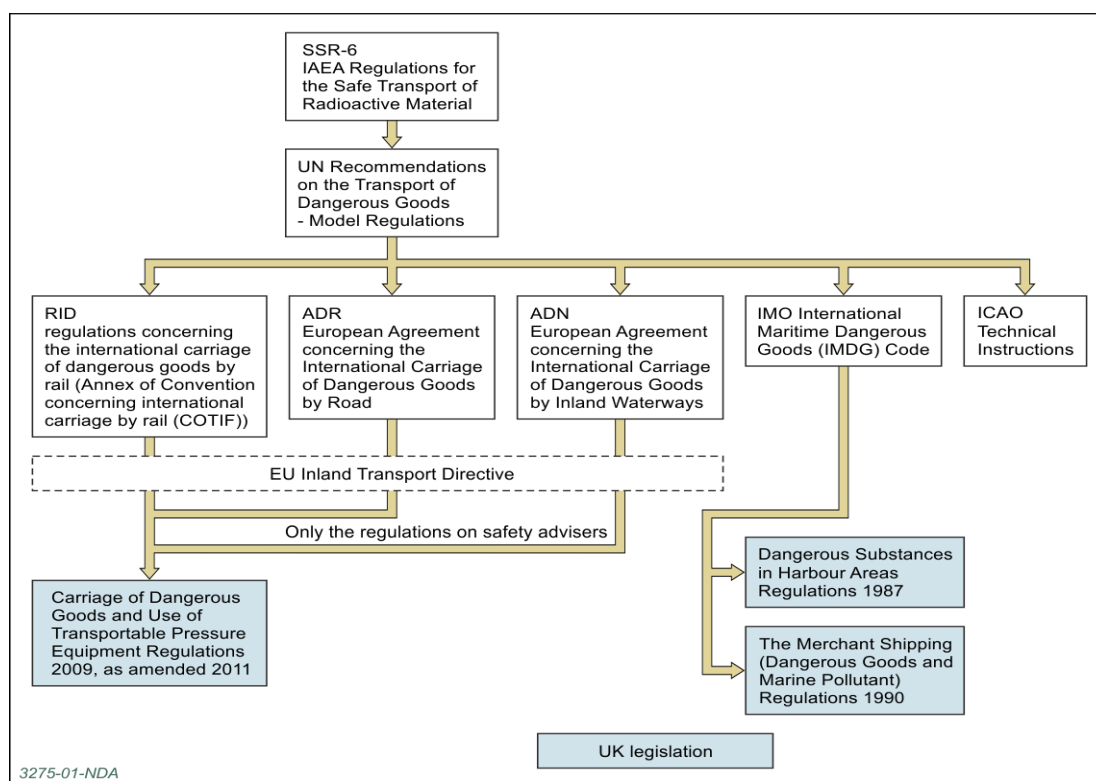 SSR-6
IAEA Regulations for
the Safe Transport of
Radioactive Material
UN Recommendations
on the Transport of
Dangerous Goods
- Model Regulations
RID
regulations concerning
the international carriage
of dangerous goods by
rail (Annex of Convention
concerning international
carriage by rail (COTIF))
ADR
European Agreement
concerning the
International Carriage
of Dangerous Goods
by Road
ADN
European Agreement
concerning the
International Carriage
of Dangerous Goods
by Inland Waterways
IMO International
Maritime Dangerous
Goods (IMDG) Code
ICAO
Technical
Instructions
EU Inland Transport Directive
Only the regulations on safety advisers
Carriage of Dangerous
Goods and Use of
Transportable Pressure
Equipment Regulations
2009, as amended 2011
Dangerous Substances
in Harbour Areas
Regulations 1987
The Merchant Shipping
(Dangerous Goods and
Marine Pollutant)
Regulations 1990
UK legislation
3275-01-NDA